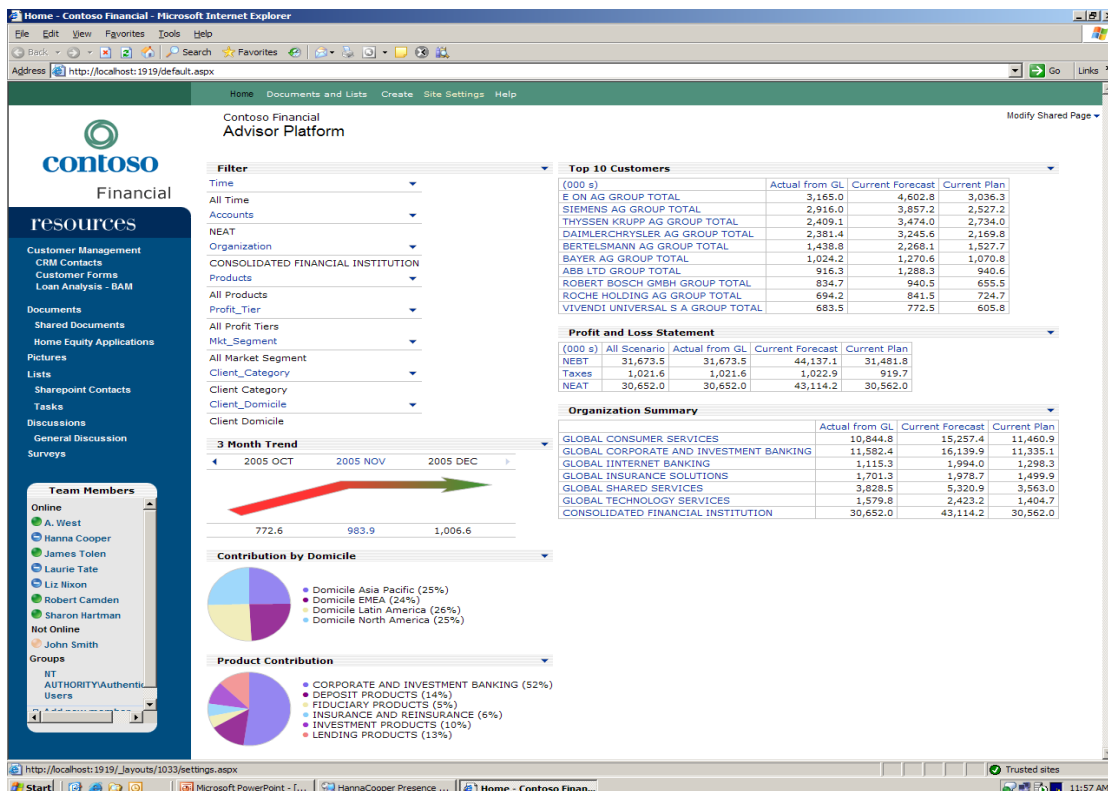 Home - Contoso Financial - Microsoft Internet Explorer
File Edit View Favorites Tools Help
Back Search Favorites
Address http://localhost:1919/default.aspx Go Links
Home Documents and Lists Create Site Settings Help
Contoso Financial
Advisor Platform
Modify Shared Page
contoso
Financial
resources
Customer Management
CRM Contacts
Customer Forms
Loan Analysis - BAM
Documents
Shared Documents
Home Equity Applications
Pictures
Lists
Sharepoint Contacts
Tasks
Discussions
General Discussion
Surveys
Team Members
Online
A. West
Hanna Cooper
James Tolen
Laurie Tate
Liz Nixon
Robert Camden
Sharon Hartman
Not Online
John Smith
Groups
NT
AUTHORITY\Authentic
Users
Filter
Time
All Time
Accounts
NEAT
Organization
CONSOLIDATED FINANCIAL INSTITUTION
Products
All Products
Profit_Tier
All Profit Tiers
Mkt_Segment
All Market Segment
Client_Category
Client Category
Client_Domicile
Client Domicile
3 Month Trend
2005 OCT 2005 NOV 2005 DEC
772.6 983.9 1,006.6
Contribution by Domicile
Domicile Asia Pacific (25%)
Domicile EMEA (24%)
Domicile Latin America (26%)
Domicile North America (25%)
Product Contribution
CORPORATE AND INVESTMENT BANKING (52%)
DEPOSIT PRODUCTS (14%)
FIDUCIARY PRODUCTS (5%)
INSURANCE AND REINSURANCE (6%)
INVESTMENT PRODUCTS (10%)
LENDING PRODUCTS (13%)
Top 10 Customers
(000 s) Actual from GL Current Forecast Current Plan
E ON AG GROUP TOTAL 3,165.0 4,602.8 3,036.3
SIEMENS AG GROUP TOTAL 2,916.0 3,857.2 2,527.2
THYSSEN KRUPP AG GROUP TOTAL 2,409.1 3,474.0 2,734.0
DAIMLERCHRYSLER AG GROUP TOTAL 2,381.4 3,245.6 2,169.8
BERTELSMANN AG GROUP TOTAL 1,438.8 2,268.1 1,527.7
BAYER AG GROUP TOTAL 1,024.2 1,270.6 1,070.8
ABB LTD GROUP TOTAL 916.3 1,288.3 940.6
ROBERT BOSCH GMBH GROUP TOTAL 834.7 940.5 655.5
ROCHE HOLDING AG GROUP TOTAL 694.2 841.5 724.7
VIVENDI UNIVERSAL S A GROUP TOTAL 683.5 772.5 605.8
Profit and Loss Statement
(000 s) All Scenario Actual from GL Current Forecast Current Plan
NEBT 31,673.5 31,673.5 44,137.1 31,481.8
Taxes 1,021.6 1,021.6 1,022.9 919.7
NEAT 30,652.0 30,652.0 43,114.2 30,562.0
Organization Summary
Actual from GL Current Forecast Current Plan
GLOBAL CONSUMER SERVICES 10,844.8 15,257.4 11,460.9
GLOBAL CORPORATE AND INVESTMENT BANKING 11,582.4 16,139.9 11,335.1
GLOBAL IINTERNET BANKING 1,115.3 1,994.0 1,298.3
GLOBAL INSURANCE SOLUTIONS 1,701.3 1,978.7 1,499.9
GLOBAL SHARED SERVICES 3,828.5 5,320.9 3,563.0
GLOBAL TECHNOLOGY SERVICES 1,579.8 2,423.2 1,404.7
CONSOLIDATED FINANCIAL INSTITUTION 30,652.0 43,114.2 30,562.0
http://localhost:1919/_layouts/1033/settings.aspx Trusted sites
Start Microsoft PowerPoint - [... HannaCooper Presence ... Home - Contoso Finan... 11:57 AM